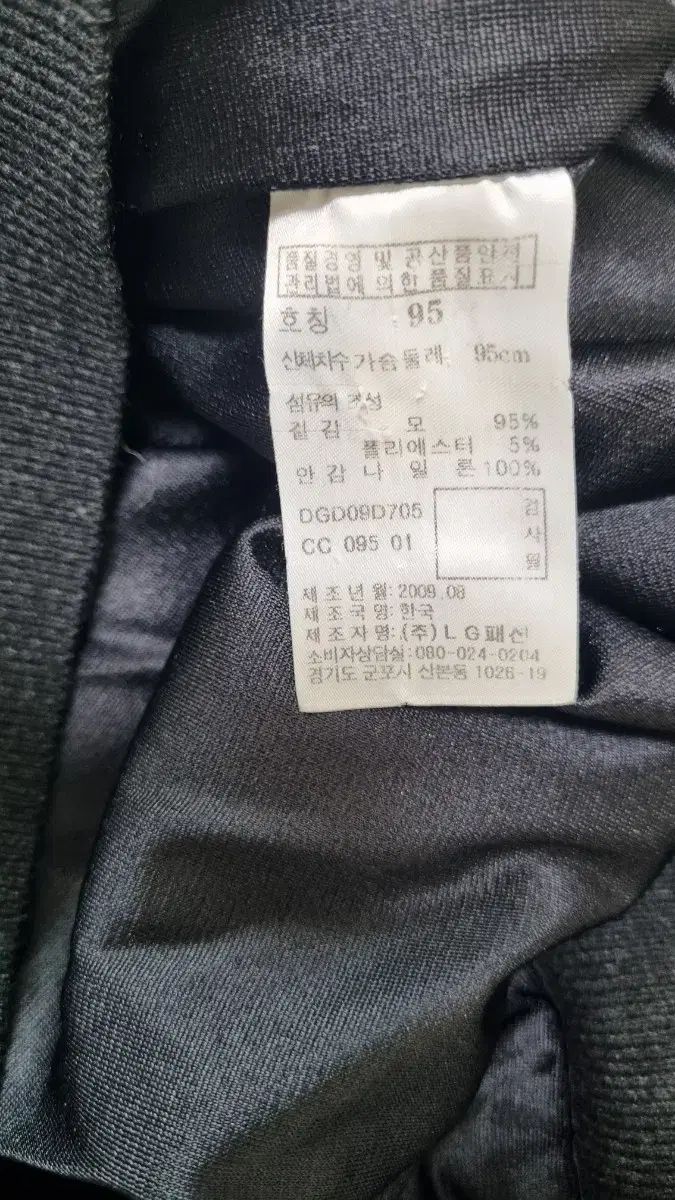 품질경영 및 공산품안전
관리법에 의한 품질표시
호칭 95
신체치수 가슴둘레: 95cm
섬유의 조성
겉감 모 95%
폴리에스터 5%
안감 나일론 100%
DGD09D705
CC 095 01
검사필
제조년월: 2009.08
제조국명: 한국
제조자명: (주)LG패션
소비자상담실: 080-024-0204
경기도 군포시 산본동 1026-19